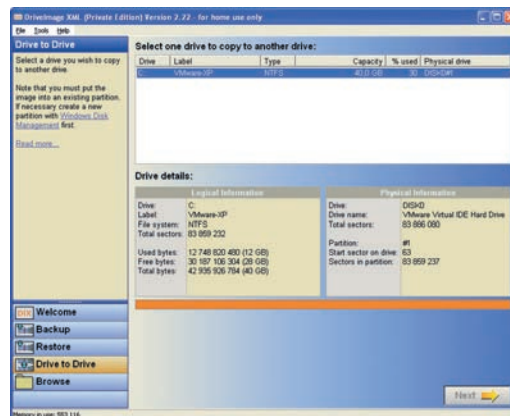 DriveImage XML (Private Edition) Version 2.22 - for home use only
File Tools Help
Drive to Drive
Select a drive you wish to copy
to another drive.
Note that you must put the
image into an existing partition.
If necessary create a new
partition with Windows Disk
Management first.
Read more...
Select one drive to copy to another drive:
Drive Label Type Capacity % used Physical drive
C: VMware-XP NTFS 40,0 GB 30 DISK0#1
Drive details:
Logical Information
Drive: C:
Label: VMware-XP
File system: NTFS
Total sectors: 83 859 232
Used bytes: 12 748 820 480 (12 GB)
Free bytes: 30 187 106 304 (28 GB)
Total bytes: 42 935 926 784 (40 GB)
Physical Information
Drive: DISK0
Drive name: VMware Virtual IDE Hard Drive
Total sectors: 83 886 080
Partition: #1
Start sector on drive: 63
Sectors in partition: 83 859 237
Welcome
Backup
Restore
Drive to Drive
Browse
Next
Memory in use: